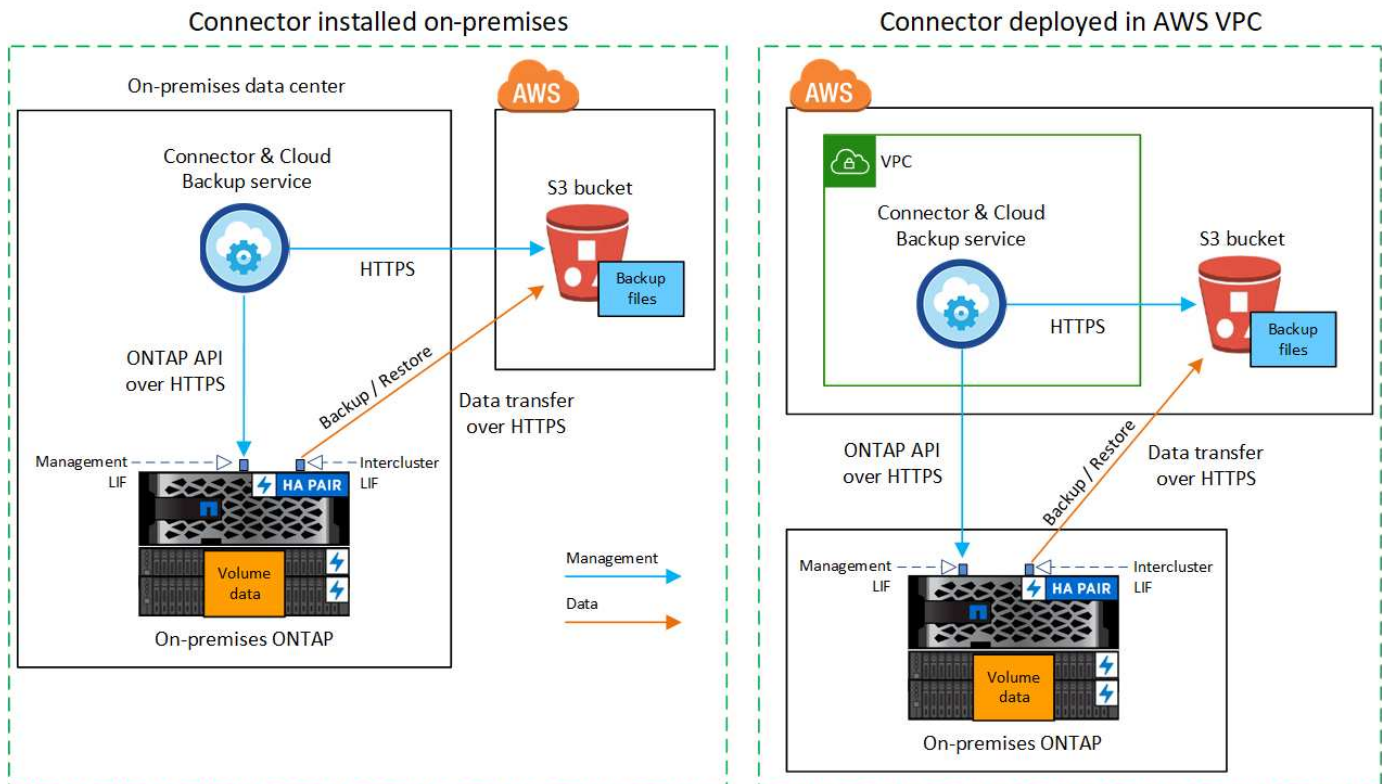 Connector installed on-premises
On-premises data center
AWS
Connector & Cloud
Backup service
S3 bucket
HTTPS
Backup
files
ONTAP API
over HTTPS
Backup / Restore
Data transfer
over HTTPS
Management
LIF
Intercluster
LIF
HA PAIR
Volume
data
On-premises ONTAP
Management
Data
Connector deployed in AWS VPC
AWS
VPC
Connector & Cloud
Backup service
S3 bucket
HTTPS
Backup
files
ONTAP API
over HTTPS
Backup / Restore
Data transfer
over HTTPS
Management
LIF
Intercluster
LIF
HA PAIR
Volume
data
On-premises ONTAP